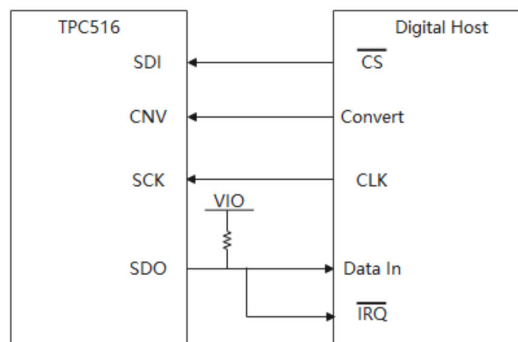 TPC516
Digital Host
SDI
CS
CNV
Convert
SCK
CLK
VIO
SDO
Data In
IRQ